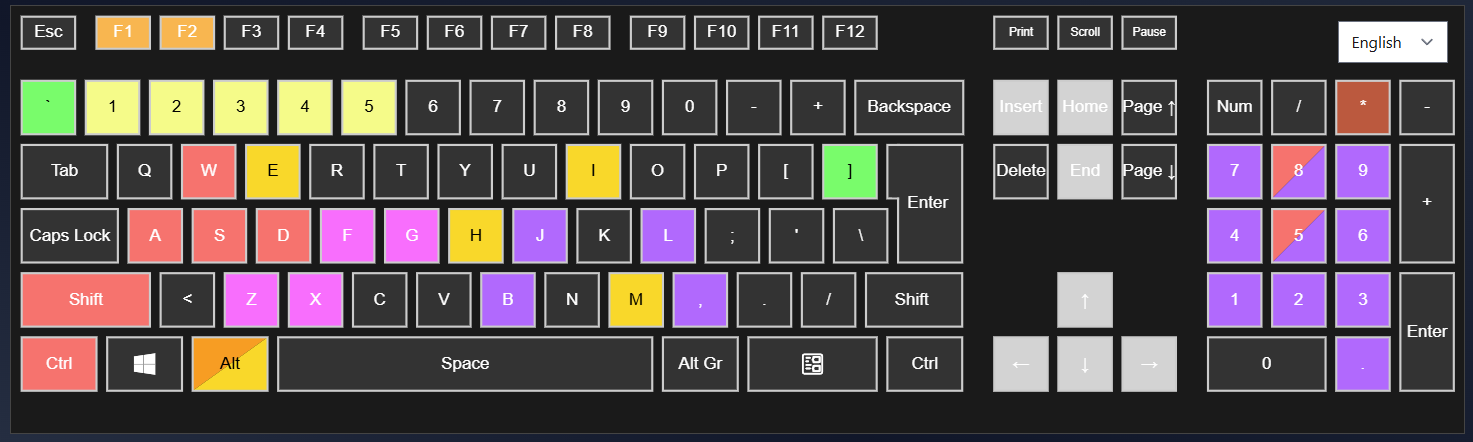 Esc F1 F2 F3 F4 F5 F6 F7 F8 F9 F10 F11 F12 Print Scroll Pause English
` 1 2 3 4 5 6 7 8 9 0 - + Backspace Insert Home Page ↑ Num / * -
Tab Q W E R T Y U I O P [ ] Enter Delete End Page ↓ 7 8 9 +
Caps Lock A S D F G H J K L ; ' \ 4 5 6
Shift < Z X C V B N M , . / Shift ↑ 1 2 3 Enter
Ctrl Alt Space Alt Gr Ctrl ← ↓ → 0 .